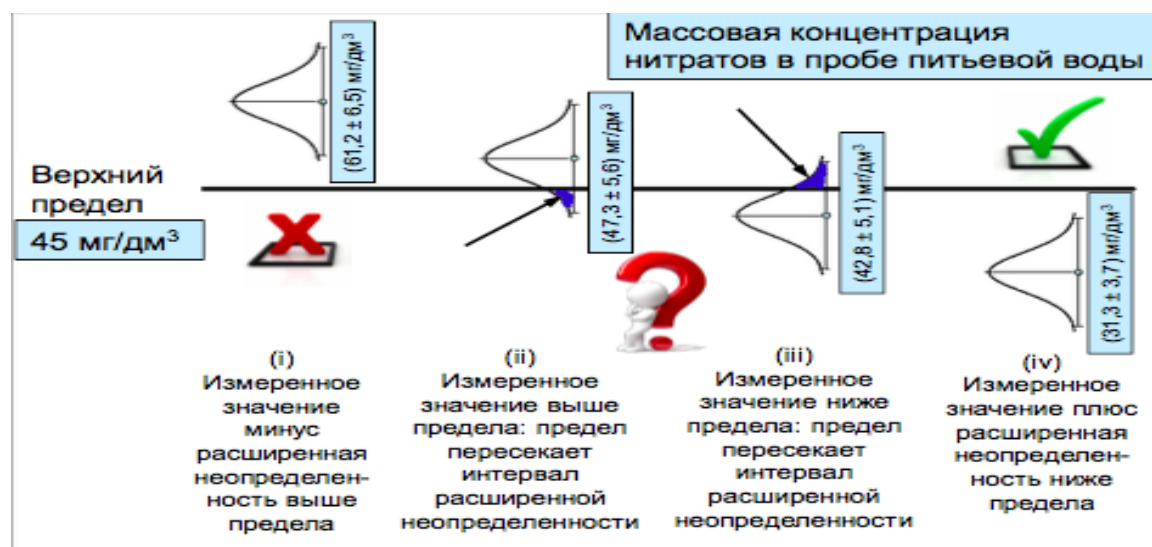 Массовая концентрация
нитратов в пробе питьевой воды
(61,2 ± 6,5) мг/дм³
(47,3 ± 5,6) мг/дм³
(42,8 ± 5,1) мг/дм³
(31,3 ± 3,7) мг/дм³
Верхний
предел
45 мг/дм³
(i)
Измеренное
значение
минус
расширенная
неопределен-
ность выше
предела
(ii)
Измеренное
значение выше
предела: предел
пересекает
интервал
расширенной
неопределенности
(iii)
Измеренное
значение ниже
предела: предел
пересекает
интервал
расширенной
неопределенности
(iv)
Измеренное
значение плюс
расширенная
неопределен-
ность ниже
предела